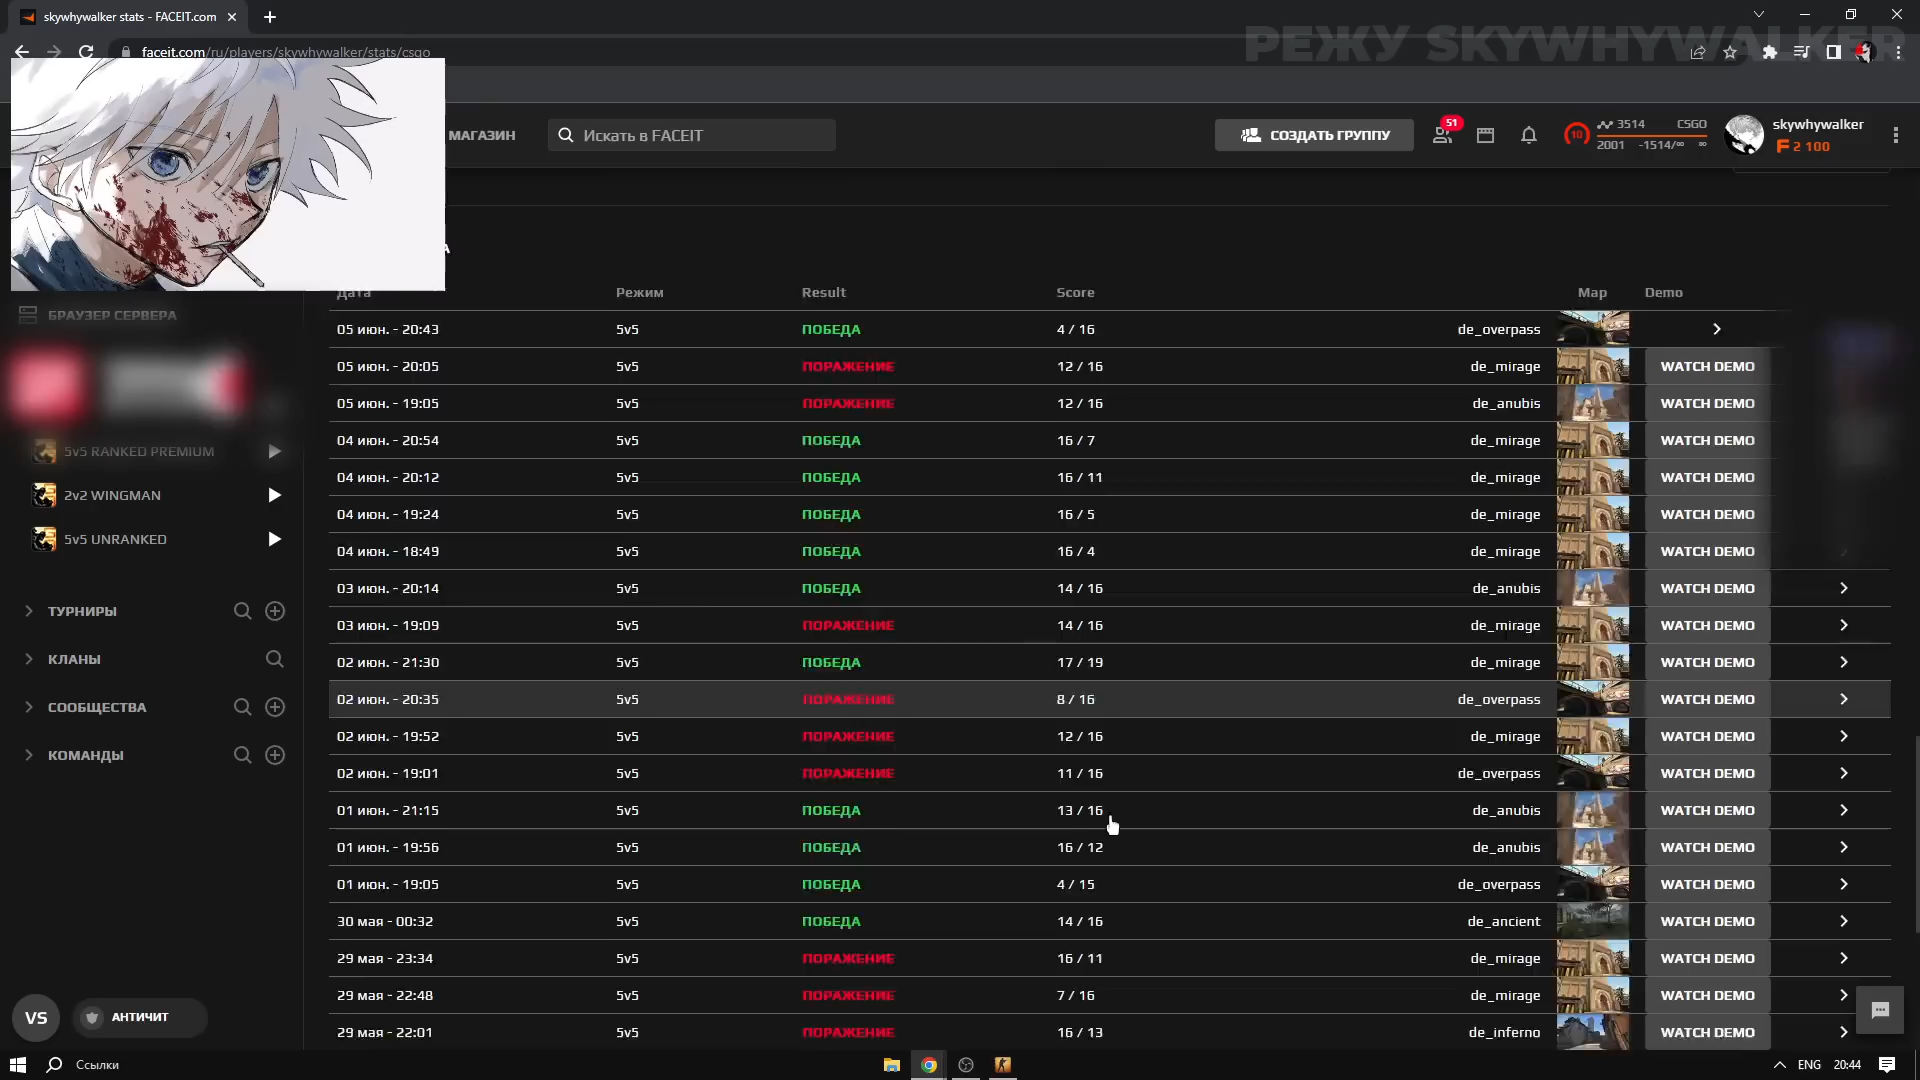 skywhywalker stats - FACEIT.com
РЕЖУ SKYWHYWALKER
faceit.com/ru/players/skywhywalker/stats/csgo
МАГАЗИН
Искать в FACEIT
СОЗДАТЬ ГРУППУ
51
10
3514 CSGO
2001 -1514/∞ ∞
skywhywalker
2 100
Дата Режим Result Score Map Demo
05 июн. - 20:43 5v5 ПОБЕДА 4 / 16 de_overpass
05 июн. - 20:05 5v5 ПОРАЖЕНИЕ 12 / 16 de_mirage WATCH DEMO
05 июн. - 19:05 5v5 ПОРАЖЕНИЕ 12 / 16 de_anubis WATCH DEMO
04 июн. - 20:54 5v5 ПОБЕДА 16 / 7 de_mirage WATCH DEMO
04 июн. - 20:12 5v5 ПОБЕДА 16 / 11 de_mirage WATCH DEMO
04 июн. - 19:24 5v5 ПОБЕДА 16 / 5 de_mirage WATCH DEMO
04 июн. - 18:49 5v5 ПОБЕДА 16 / 4 de_mirage WATCH DEMO
03 июн. - 20:14 5v5 ПОБЕДА 14 / 16 de_anubis WATCH DEMO
03 июн. - 19:09 5v5 ПОРАЖЕНИЕ 14 / 16 de_mirage WATCH DEMO
02 июн. - 21:30 5v5 ПОБЕДА 17 / 19 de_mirage WATCH DEMO
02 июн. - 20:35 5v5 ПОРАЖЕНИЕ 8 / 16 de_overpass WATCH DEMO
02 июн. - 19:52 5v5 ПОРАЖЕНИЕ 12 / 16 de_mirage WATCH DEMO
02 июн. - 19:01 5v5 ПОРАЖЕНИЕ 11 / 16 de_overpass WATCH DEMO
01 июн. - 21:15 5v5 ПОБЕДА 13 / 16 de_anubis WATCH DEMO
01 июн. - 19:56 5v5 ПОБЕДА 16 / 12 de_anubis WATCH DEMO
01 июн. - 19:05 5v5 ПОБЕДА 4 / 15 de_overpass WATCH DEMO
30 мая - 00:32 5v5 ПОБЕДА 14 / 16 de_ancient WATCH DEMO
29 мая - 23:34 5v5 ПОРАЖЕНИЕ 16 / 11 de_mirage WATCH DEMO
29 мая - 22:48 5v5 ПОРАЖЕНИЕ 7 / 16 de_mirage WATCH DEMO
29 мая - 22:01 5v5 ПОРАЖЕНИЕ 16 / 13 de_inferno WATCH DEMO
БРАУЗЕР СЕРВЕРА
5v5 RANKED PREMIUM
2v2 WINGMAN
5v5 UNRANKED
ТУРНИРЫ
КЛАНЫ
СООБЩЕСТВА
КОМАНДЫ
VS
АНТИЧИТ
Ссылки
ENG 20:44